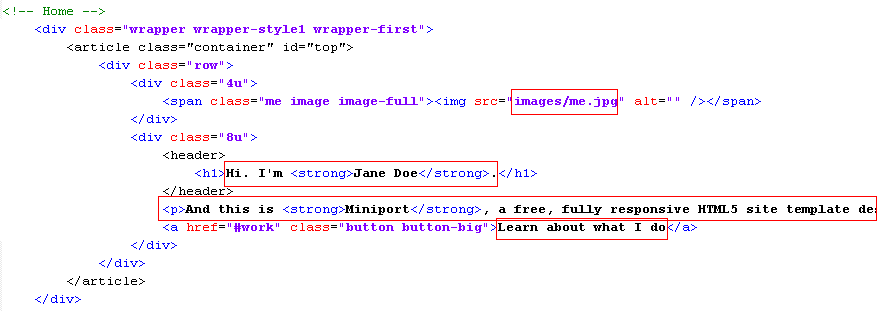 <!-- Home -->
<div class="wrapper wrapper-style1 wrapper-first">
<article class="container" id="top">
<div class="row">
<div class="4u">
<span class="me image image-full"><img src="images/me.jpg" alt="" /></span>
</div>
<div class="8u">
<header>
<h1>Hi. I'm <strong>Jane Doe</strong>.</h1>
</header>
<p>And this is <strong>Miniport</strong>, a free, fully responsive HTML5 site template
<a href="#work" class="button button-big">Learn about what I do</a>
</div>
</div>
</article>
</div>